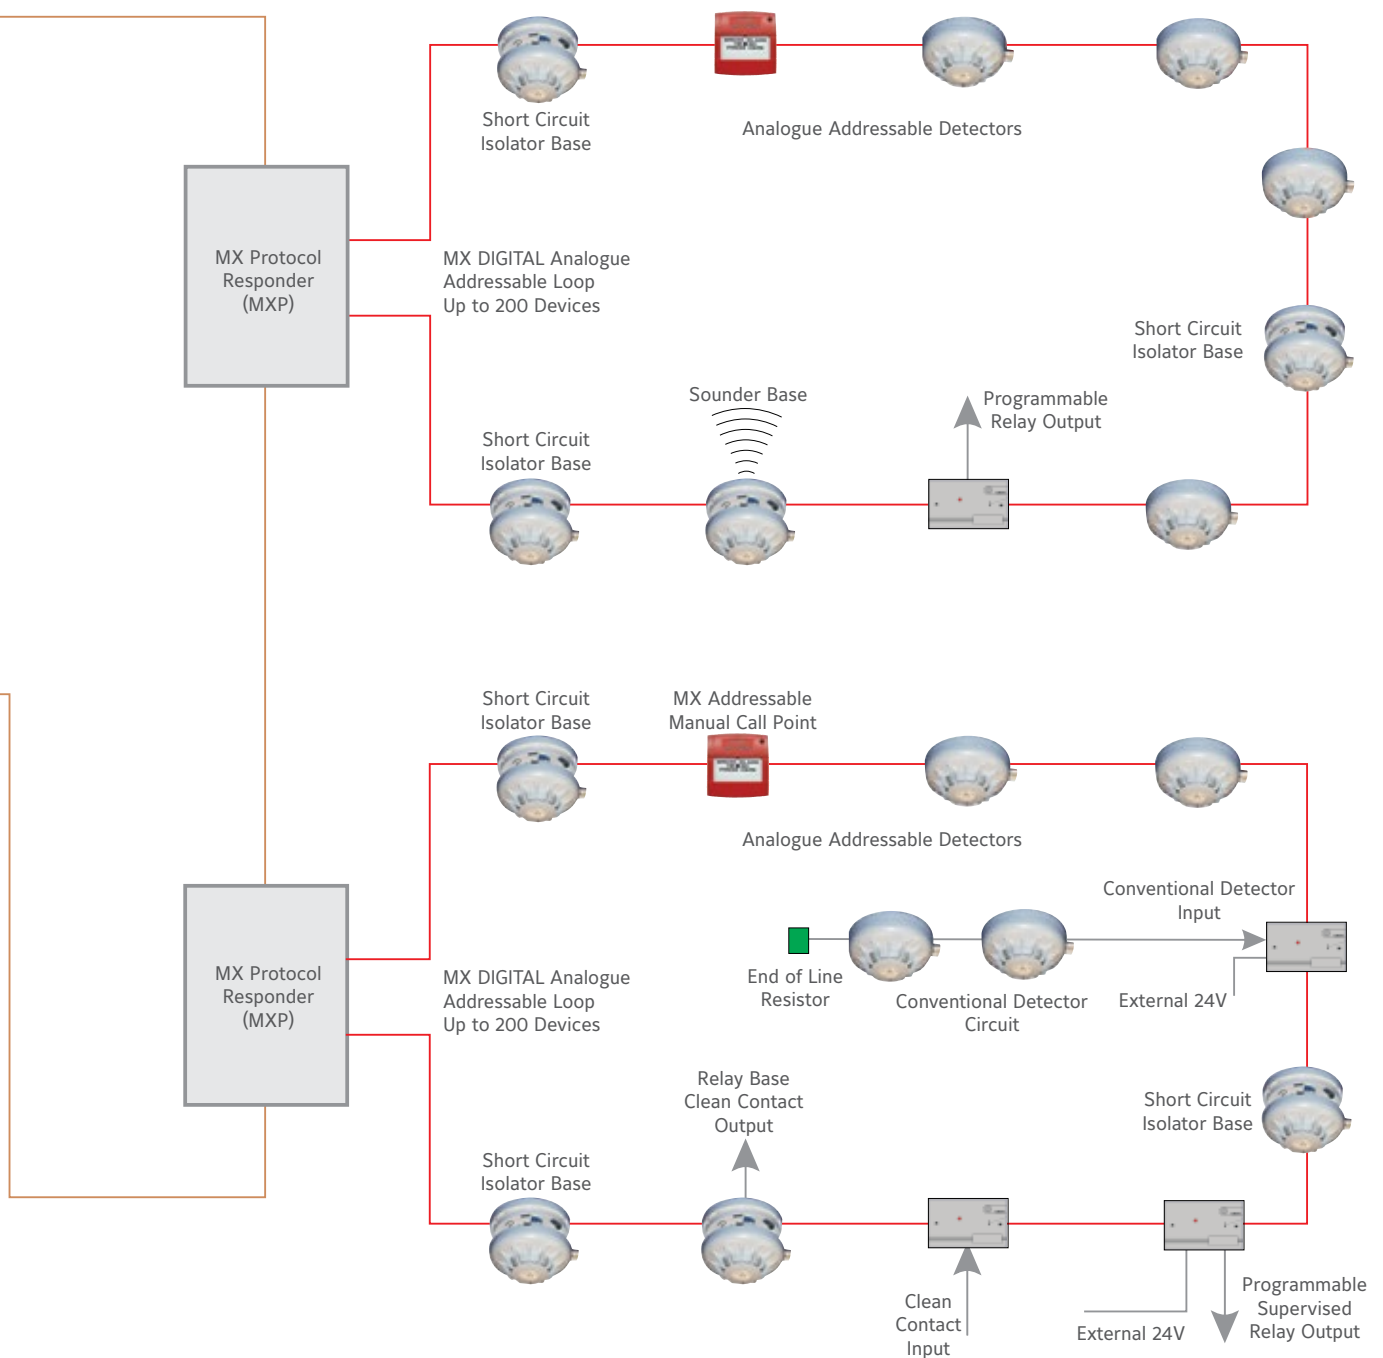 Short Circuit
Isolator Base
Analogue Addressable Detectors
MX Protocol
Responder
(MXP)
MX DIGITAL Analogue
Addressable Loop
Up to 200 Devices
Short Circuit
Isolator Base
Sounder Base
Programmable
Relay Output
Short Circuit
Isolator Base
Short Circuit
Isolator Base
MX Addressable
Manual Call Point
Analogue Addressable Detectors
Conventional Detector
Input
End of Line
Resistor
Conventional Detector
Circuit
External 24V
MX Protocol
Responder
(MXP)
MX DIGITAL Analogue
Addressable Loop
Up to 200 Devices
Relay Base
Clean Contact
Output
Short Circuit
Isolator Base
Short Circuit
Isolator Base
Clean
Contact
Input
External 24V
Programmable
Supervised
Relay Output